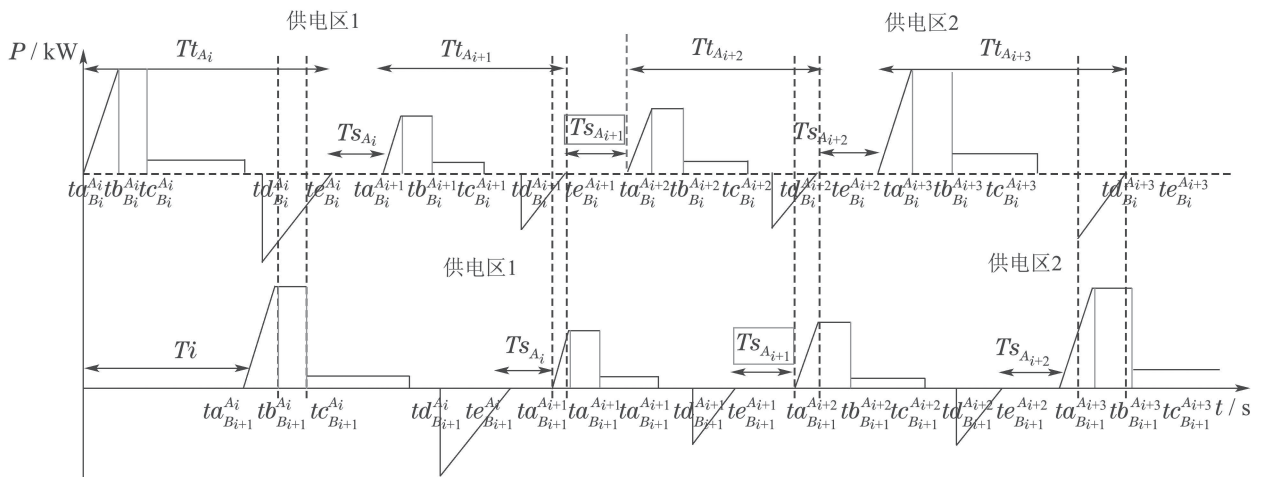 供电区1 供电区2
P / kW
Tt_{A_i} Tt_{A_{i+1}} Tt_{A_{i+2}} Tt_{A_{i+3}}
Ts_{A_i} Ts_{A_{i+1}} Ts_{A_{i+2}}
ta_{B_i}^{A_i} tb_{B_i}^{A_i} tc_{B_i}^{A_i} td_{B_i}^{A_i} te_{B_i}^{A_i} ta_{B_i}^{A_{i+1}} tb_{B_i}^{A_{i+1}} tc_{B_i}^{A_{i+1}} td_{B_i}^{A_{i+1}} te_{B_i}^{A_{i+1}} ta_{B_i}^{A_{i+2}} tb_{B_i}^{A_{i+2}} tc_{B_i}^{A_{i+2}} td_{B_i}^{A_{i+2}} te_{B_i}^{A_{i+2}} ta_{B_i}^{A_{i+3}} tb_{B_i}^{A_{i+3}} tc_{B_i}^{A_{i+3}} td_{B_i}^{A_{i+3}} te_{B_i}^{A_{i+3}}
供电区1 供电区2
Ti Ts_{A_i} Ts_{A_{i+1}} Ts_{A_{i+2}}
ta_{B_{i+1}}^{A_i} tb_{B_{i+1}}^{A_i} tc_{B_{i+1}}^{A_i} td_{B_{i+1}}^{A_i} te_{B_{i+1}}^{A_i} ta_{B_{i+1}}^{A_{i+1}} ta_{B_{i+1}}^{A_{i+1}} ta_{B_{i+1}}^{A_{i+1}} td_{B_{i+1}}^{A_{i+1}} te_{B_{i+1}}^{A_{i+1}} ta_{B_{i+1}}^{A_{i+2}} tb_{B_{i+1}}^{A_{i+2}} tc_{B_{i+1}}^{A_{i+2}} td_{B_{i+1}}^{A_{i+2}} te_{B_{i+1}}^{A_{i+2}} ta_{B_{i+1}}^{A_{i+3}} tb_{B_{i+1}}^{A_{i+3}} tc_{B_{i+1}}^{A_{i+3}} t / s